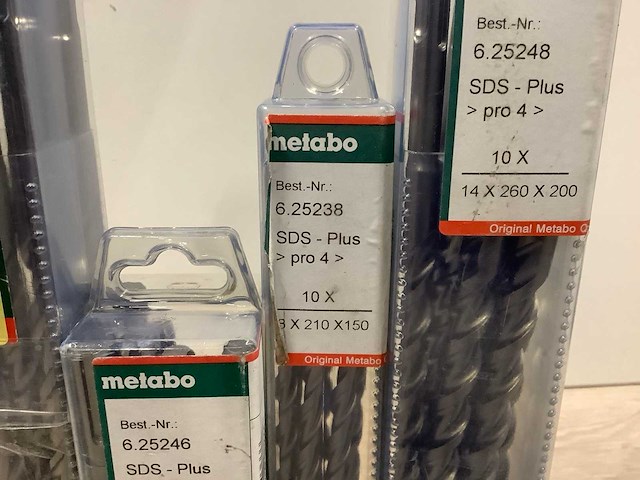 metabo
Best.-Nr.:
6.25246
SDS - Plus
metabo
Best.-Nr.:
6.25238
SDS - Plus
> pro 4 >
10 X
8 X 210 X150
Original Metabo
Best.-Nr.:
6.25248
SDS - Plus
> pro 4 >
10 X
14 X 260 X 200
Original Metabo Q